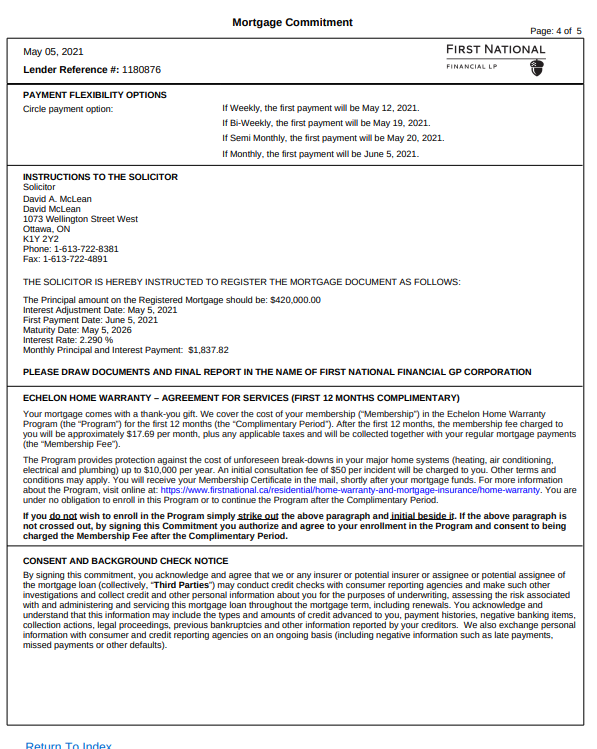 Mortgage Commitment
Page: 4 of 5
May 05, 2021
Lender Reference #: 1180876
FIRST NATIONAL
FINANCIAL LP
PAYMENT FLEXIBILITY OPTIONS
Circle payment option:
If Weekly, the first payment will be May 12, 2021.
If Bi-Weekly, the first payment will be May 19, 2021.
If Semi Monthly, the first payment will be May 20, 2021.
If Monthly, the first payment will be June 5, 2021.
INSTRUCTIONS TO THE SOLICITOR
Solicitor
David A. McLean
David McLean
1073 Wellington Street West
Ottawa, ON
K1Y 2Y2
Phone: 1-613-722-8381
Fax: 1-613-722-4891
THE SOLICITOR IS HEREBY INSTRUCTED TO REGISTER THE MORTGAGE DOCUMENT AS FOLLOWS:
The Principal amount on the Registered Mortgage should be: $420,000.00
Interest Adjustment Date: May 5, 2021
First Payment Date: June 5, 2021
Maturity Date: May 5, 2026
Interest Rate: 2.290 %
Monthly Principal and Interest Payment: $1,837.82
PLEASE DRAW DOCUMENTS AND FINAL REPORT IN THE NAME OF FIRST NATIONAL FINANCIAL GP CORPORATION
ECHELON HOME WARRANTY – AGREEMENT FOR SERVICES (FIRST 12 MONTHS COMPLIMENTARY)
Your mortgage comes with a thank-you gift. We cover the cost of your membership ("Membership") in the Echelon Home Warranty
Program (the "Program") for the first 12 months (the "Complimentary Period"). After the first 12 months, the membership fee charged to
you will be approximately $17.69 per month, plus any applicable taxes and will be collected together with your regular mortgage payments
(the "Membership Fee").
The Program provides protection against the cost of unforeseen breakdowns in your major home systems (heating, air conditioning,
electrical and plumbing) up to $10,000 per year. An initial consultation fee of $50 per incident will be charged to you. Other terms and
conditions may apply. You will receive your Membership Certificate in the mail, shortly after your mortgage funds. For more information
about the Program, visit online at: https://www.firstnational.ca/residential/home-warranty-and-mortgage-insurance/home-warranty. You are
under no obligation to enroll in this Program or to continue the Program after the Complimentary Period.
If you do not wish to enroll in the Program simply strike out the above paragraph and initial beside it. If the above paragraph is
not crossed out, by signing this Commitment you authorize and agree to your enrollment in the Program and consent to being
charged the Membership Fee after the Complimentary Period.
CONSENT AND BACKGROUND CHECK NOTICE
By signing this commitment, you acknowledge and agree that we or any insurer or potential insurer or assignee or potential assignee of
the mortgage loan (collectively, "Third Parties") may conduct credit checks with consumer reporting agencies and make such other
investigations and collect credit and other personal information about you for the purposes of underwriting, assessing the risk associated
with and administering and servicing this mortgage loan throughout the mortgage term, including renewals. You acknowledge and
understand that this information may include the types and amounts of credit advanced to you, payment histories, negative banking items,
collection actions, legal proceedings, previous bankruptcies and other information reported by your creditors. We also exchange personal
information with consumer and credit reporting agencies on an ongoing basis (including negative information such as late payments,
missed payments or other defaults).
Return To Index